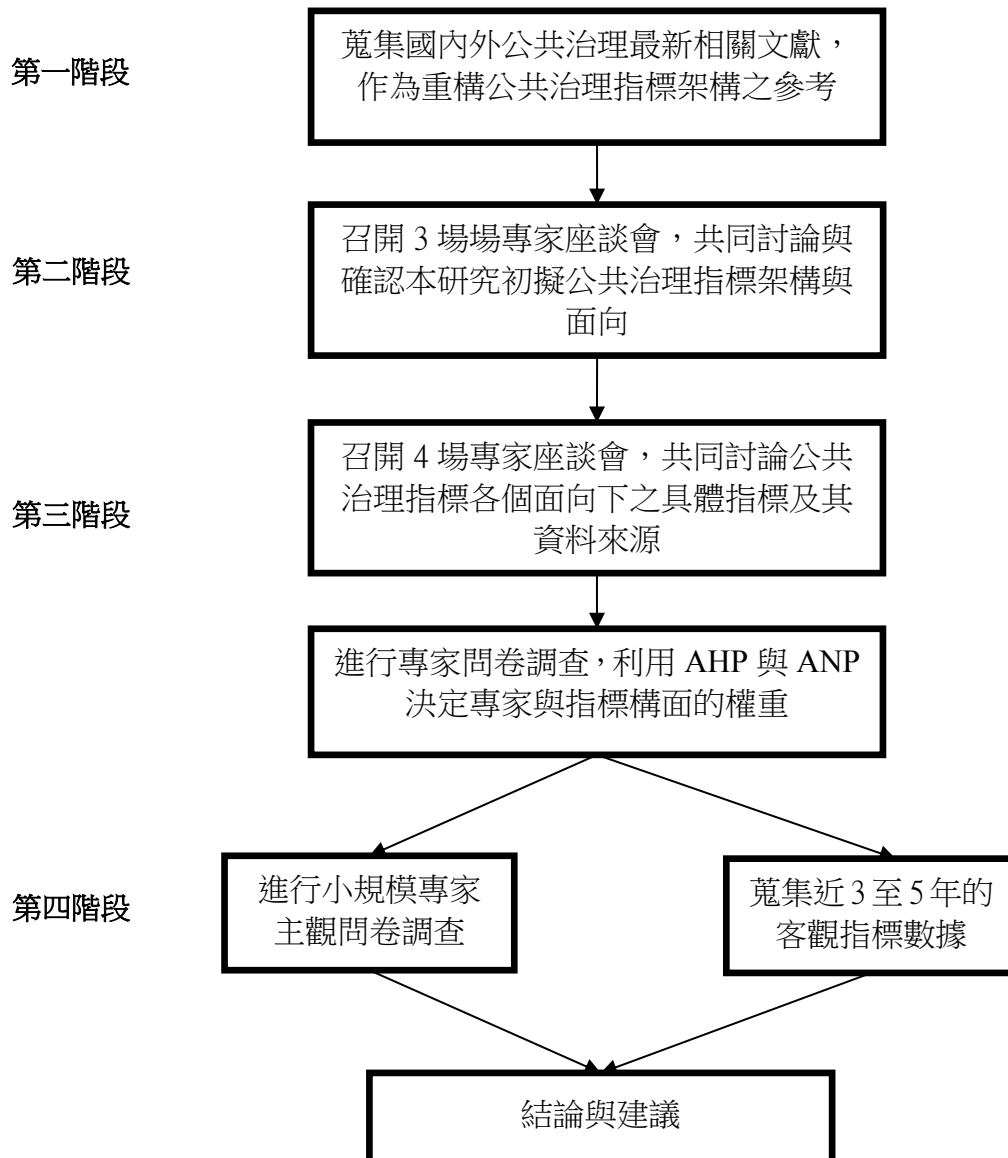 第一階段
蒐集國內外公共治理最新相關文獻，
作為重構公共治理指標架構之參考
第二階段
召開 3 場場專家座談會，共同討論與
確認本研究初擬公共治理指標架構與
面向
第三階段
召開 4 場專家座談會，共同討論公共
治理指標各個面向下之具體指標及其
資料來源
進行專家問卷調查，利用 AHP 與 ANP
決定專家與指標構面的權重
第四階段
進行小規模專家
主觀問卷調查
蒐集近 3 至 5 年的
客觀指標數據
結論與建議